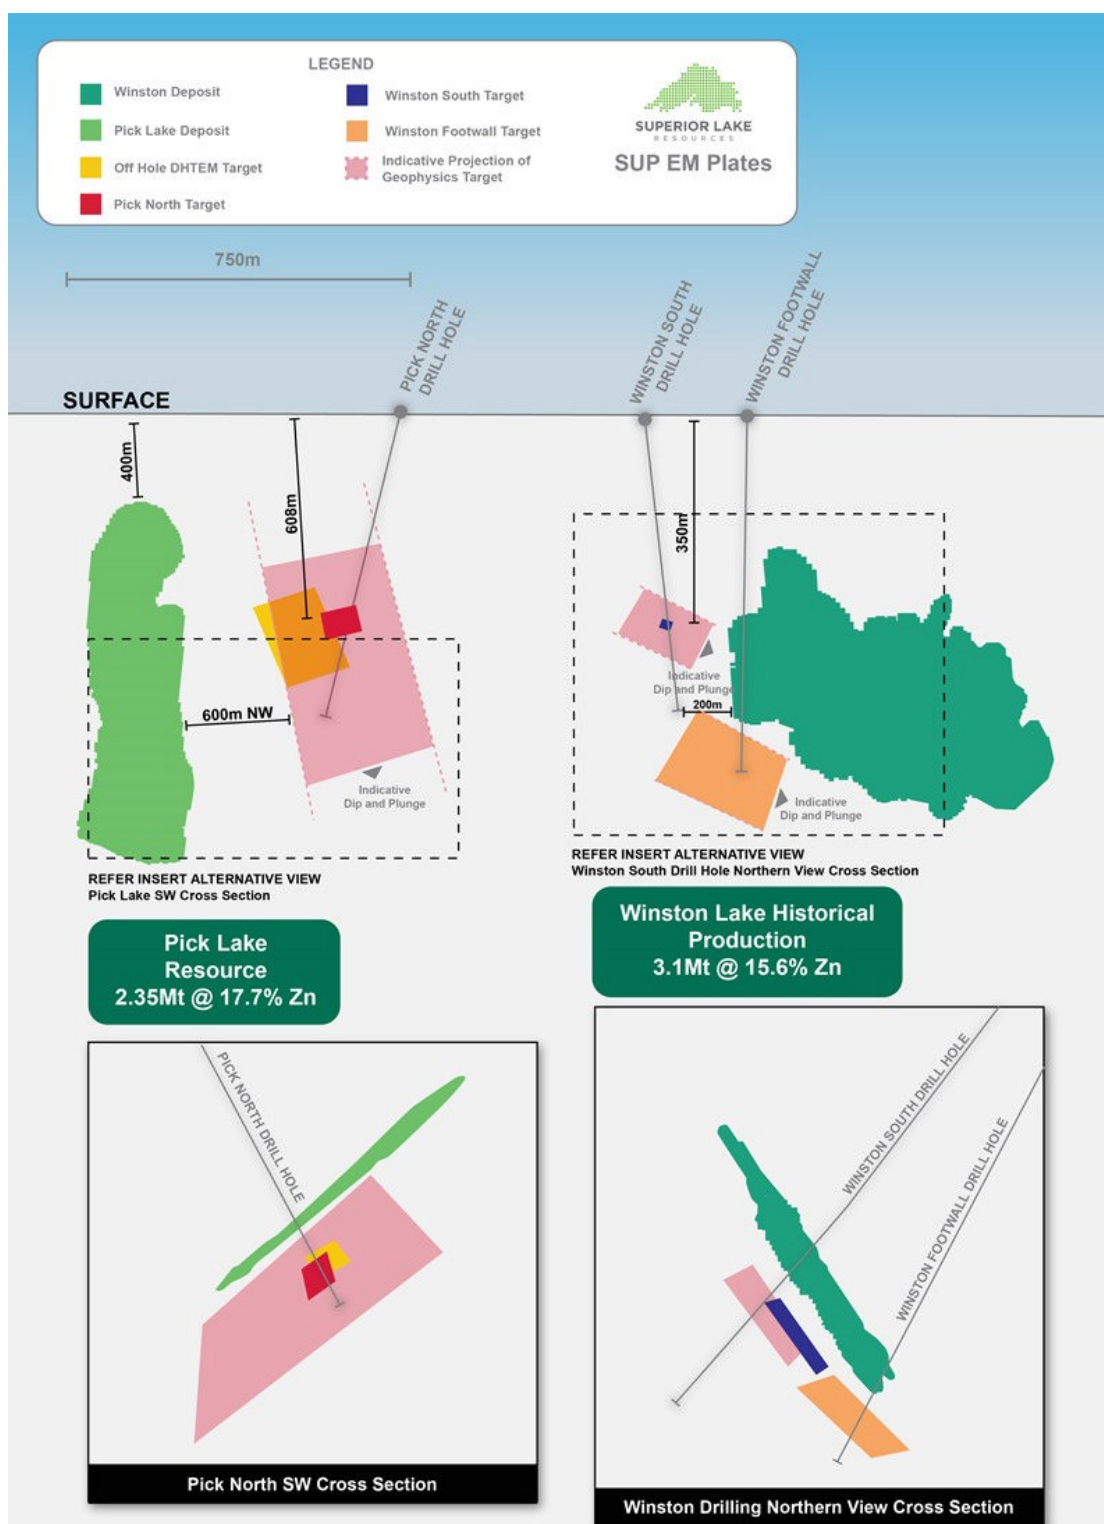 LEGEND
Winston Deposit
Pick Lake Deposit
Off Hole DHTEM Target
Pick North Target
Winston South Target
Winston Footwall Target
Indicative Projection of
Geophysics Target
SUPERIOR LAKE
RESOURCES
SUP EM Plates
750m
PICK NORTH
DRILL HOLE
WINSTON SOUTH
DRILL HOLE
WINSTON FOOTWALL
DRILL HOLE
SURFACE
400m
608m
350m
600m NW
Indicative
Dip and Plunge
Indicative
Dip and Plunge
200m
Indicative
Dip and Plunge
REFER INSERT ALTERNATIVE VIEW
Pick Lake SW Cross Section
REFER INSERT ALTERNATIVE VIEW
Winston South Drill Hole Northern View Cross Section
Pick Lake
Resource
2.35Mt @ 17.7% Zn
Winston Lake Historical
Production
3.1Mt @ 15.6% Zn
PICK NORTH DRILL HOLE
Pick North SW Cross Section
WINSTON SOUTH DRILL HOLE
WINSTON FOOTWALL DRILL HOLE
Winston Drilling Northern View Cross Section